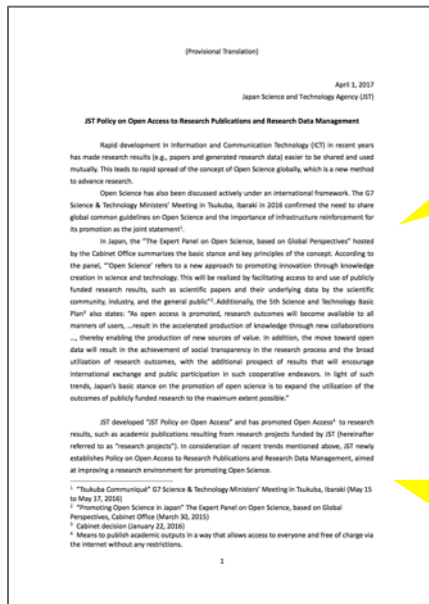 (Provisional Translation)
April 1, 2017
Japan Science and Technology Agency (JST)
JST Policy on Open Access to Research Publications and Research Data Management
Rapid development in Information and Communication Technology (ICT) in recent years
has made research results (e.g., papers and generated research data) easier to be shared and used
mutually. This leads to rapid spread of the concept of Open Science globally, which is a new method
to advance research.
Open Science has also been discussed actively under an international framework. The G7
Science & Technology Ministers' Meeting in Tsukuba, Ibaraki in 2016 confirmed the need to share
global common guidelines on Open Science and the importance of infrastructure reinforcement for
its promotion as the joint statement1.
In Japan, the "The Expert Panel on Open Science, based on Global Perspectives" hosted
by the Cabinet Office summarizes the basic stance and key principles of the concept. According to
the panel, "'Open Science' refers to a new approach to promoting innovation through knowledge
creation in science and technology. This will be realized by facilitating access to and use of publicly
funded research results, such as scientific papers and their underlying data by the scientific
community, industry, and the general public"2. Additionally, the 5th Science and Technology Basic
Plan3 also states: "As open access is promoted, research outcomes will become available to all
manners of users, …result in the accelerated production of knowledge through new collaborations
…, thereby enabling the production of new sources of value. In addition, the move toward open
data will result in the achievement of social transparency in the research process and the broad
utilization of research outcomes, with the additional prospect of results that will encourage
international exchange and public participation in such cooperative endeavors. In light of such
trends, Japan's basic stance on the promotion of open science is to expand the utilization of the
outcomes of publicly funded research to the maximum extent possible."
JST developed "JST Policy on Open Access" and has promoted Open Access4 to research
results, such as academic publications resulting from research projects funded by JST (hereinafter
referred to as "research projects"). In consideration of recent trends mentioned above, JST newly
establishes Policy on Open Access to Research Publications and Research Data Management, aimed
at improving a research environment for promoting Open Science.
1 "Tsukuba Communiqué" G7 Science & Technology Ministers' Meeting in Tsukuba, Ibaraki (May 15
to May 17, 2016)
2 "Promoting Open Science in Japan" The Expert Panel on Open Science, based on Global
Perspectives, Cabinet Office (March 30, 2015)
3 Cabinet decision (January 22, 2016)
4 Means to publish academic outputs in a way that allows access to everyone and free of charge via
the internet without any restrictions.
1